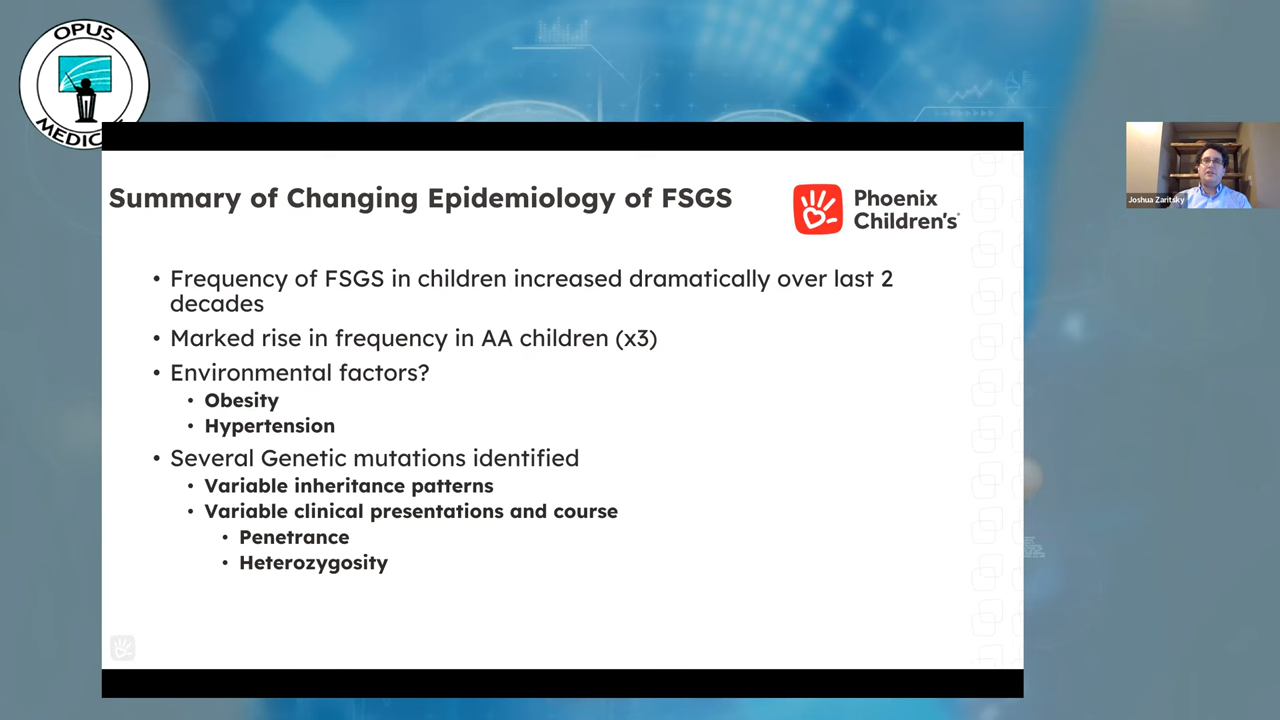 OPUS
MEDIC
Summary of Changing Epidemiology of FSGS
Phoenix
Children's
• Frequency of FSGS in children increased dramatically over last 2
decades
• Marked rise in frequency in AA children (x3)
• Environmental factors?
• Obesity
• Hypertension
• Several Genetic mutations identified
• Variable inheritance patterns
• Variable clinical presentations and course
• Penetrance
• Heterozygosity
Joshua Zaritsky